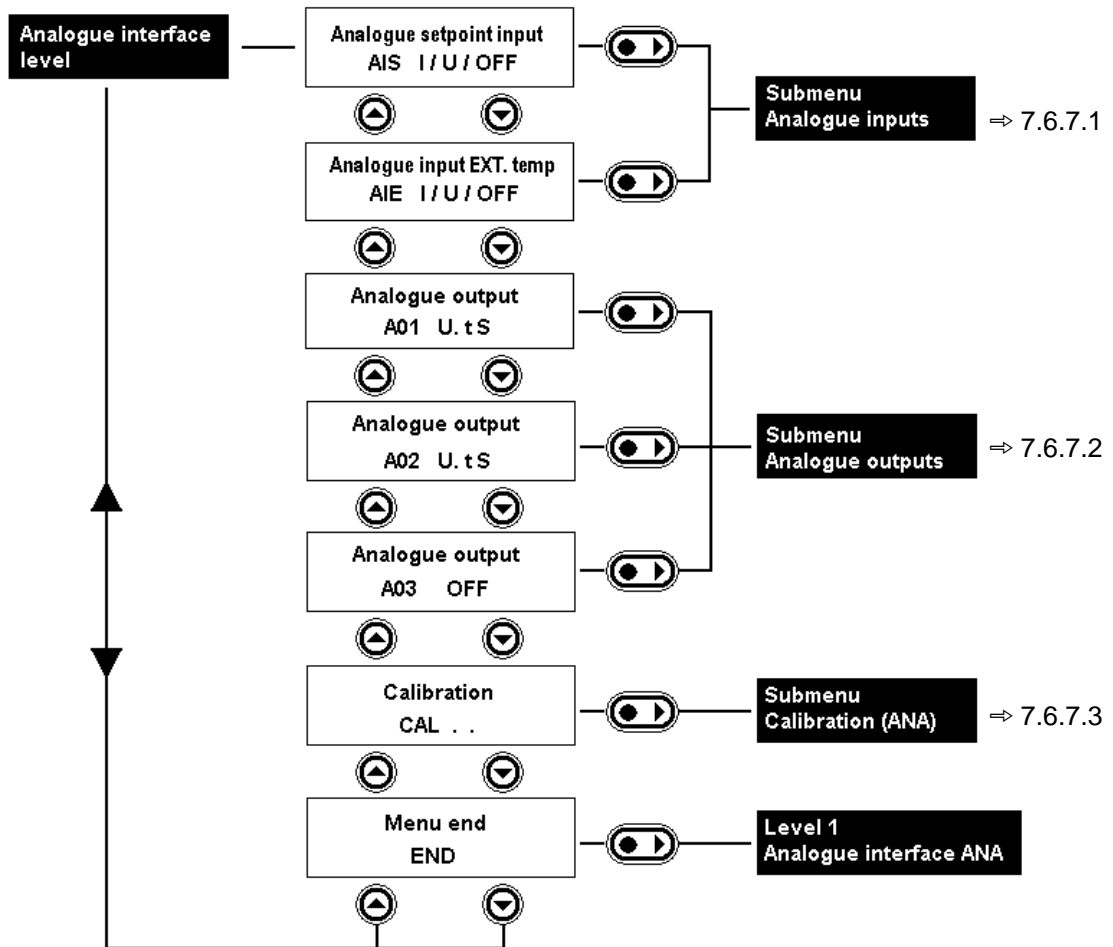 Analogue interface
level
Analogue setpoint input
AIS I / U / OFF
Submenu
Analogue inputs
⇨ 7.6.7.1
Analogue input EXT. temp
AIE I / U / OFF
Analogue output
A01 U. t S
Analogue output
A02 U. t S
Submenu
Analogue outputs
⇨ 7.6.7.2
Analogue output
A03 OFF
Calibration
CAL . .
Submenu
Calibration (ANA)
⇨ 7.6.7.3
Menu end
END
Level 1
Analogue interface ANA